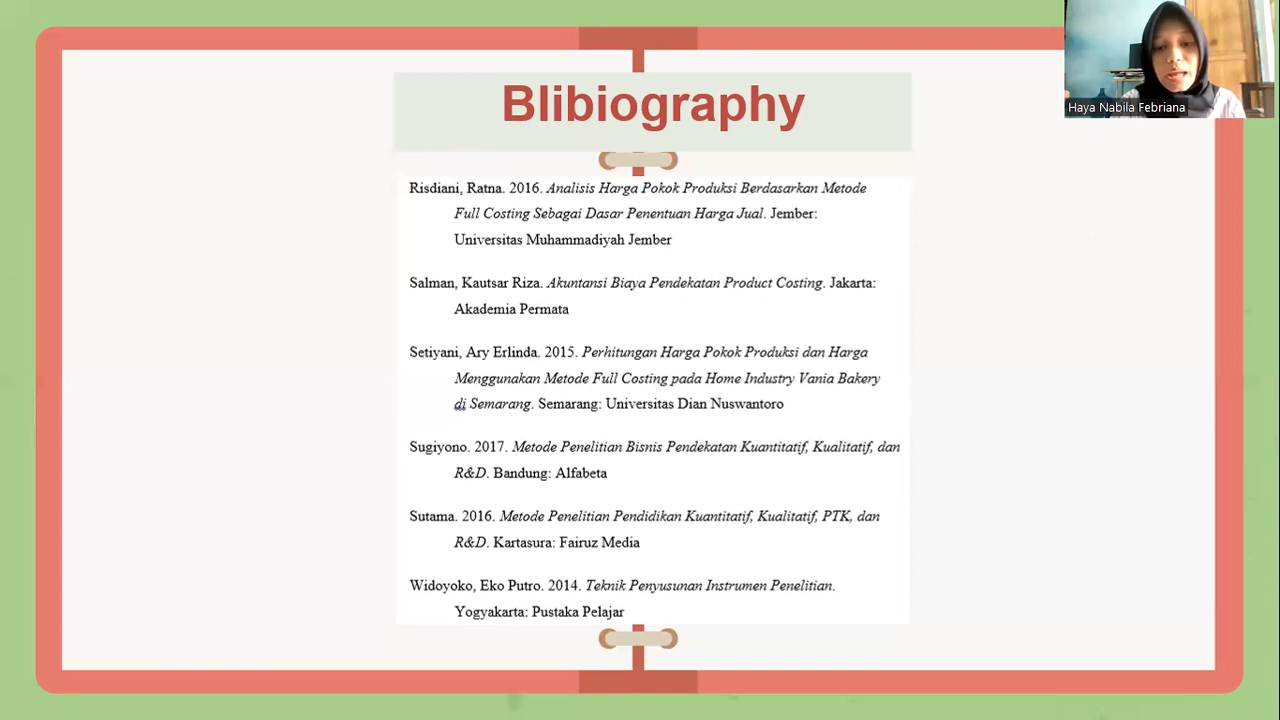 Blibiography
Haya Nabila Febriana
Risdiani, Ratna. 2016. Analisis Harga Pokok Produksi Berdasarkan Metode
Full Costing Sebagai Dasar Penentuan Harga Jual. Jember:
Universitas Muhammadiyah Jember
Salman, Kautsar Riza. Akuntansi Biaya Pendekatan Product Costing. Jakarta:
Akademia Permata
Setiyani, Ary Erlinda. 2015. Perhitungan Harga Pokok Produksi dan Harga
Menggunakan Metode Full Costing pada Home Industry Vania Bakery
di Semarang. Semarang: Universitas Dian Nuswantoro
Sugiyono. 2017. Metode Penelitian Bisnis Pendekatan Kuantitatif, Kualitatif, dan
R&D. Bandung: Alfabeta
Sutama. 2016. Metode Penelitian Pendidikan Kuantitatif, Kualitatif, PTK, dan
R&D. Kartasura: Fairuz Media
Widoyoko, Eko Putro. 2014. Teknik Penyusunan Instrumen Penelitian.
Yogyakarta: Pustaka Pelajar